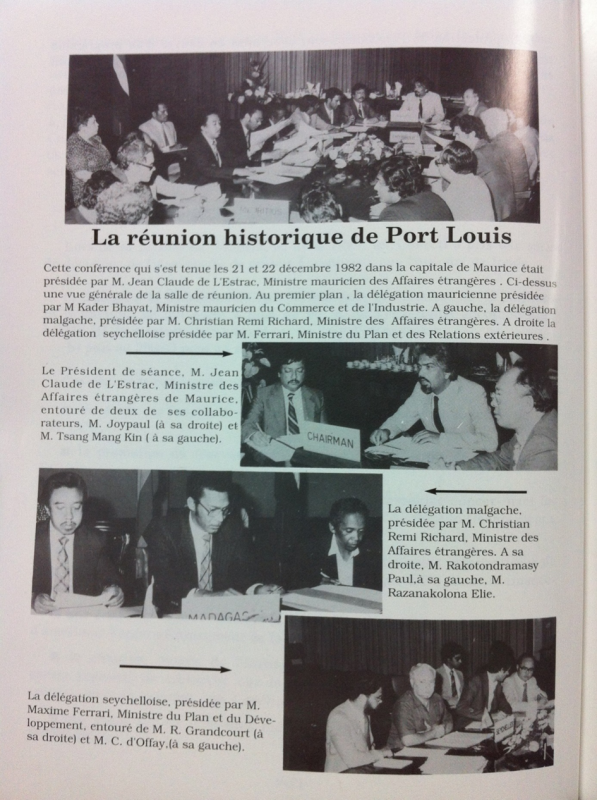 La réunion historique de Port Louis
Cette conférence qui s'est tenue les 21 et 22 décembre 1982 dans la capitale de Maurice était
présidée par M. Jean Claude de L'Estrac, Ministre mauricien des Affaires étrangères . Ci-dessus
une vue générale de la salle de réunion. Au premier plan , la délégation mauricienne présidée
par M Kader Bhayat, Ministre mauricien du Commerce et de l'Industrie. A gauche, la délégation
malgache, présidée par M. Christian Remi Richard, Ministre des Affaires étrangères. A droite la
délégation seychelloise présidée par M. Ferrari, Ministre du Plan et des Relations extérieures .
Le Président de séance, M. Jean
Claude de L'Estrac, Ministre des
Affaires étrangères de Maurice,
entouré de deux de ses collabo-
rateurs, M. Joypaul (à sa droite) et
M. Tsang Mang Kin ( à sa gauche).
CHAIRMAN
La délégation malgache,
présidée par M. Christian
Remi Richard, Ministre des
Affaires étrangères. A sa
droite, M. Rakotondramasy
Paul,à sa gauche, M.
Razanakolona Elie.
MADAGAS
La délégation seychelloise, présidée par M.
Maxime Ferrari, Ministre du Plan et du Déve-
loppement, entouré de M. R. Grandcourt (à
sa droite) et M. C. d'Offay,(à sa gauche).